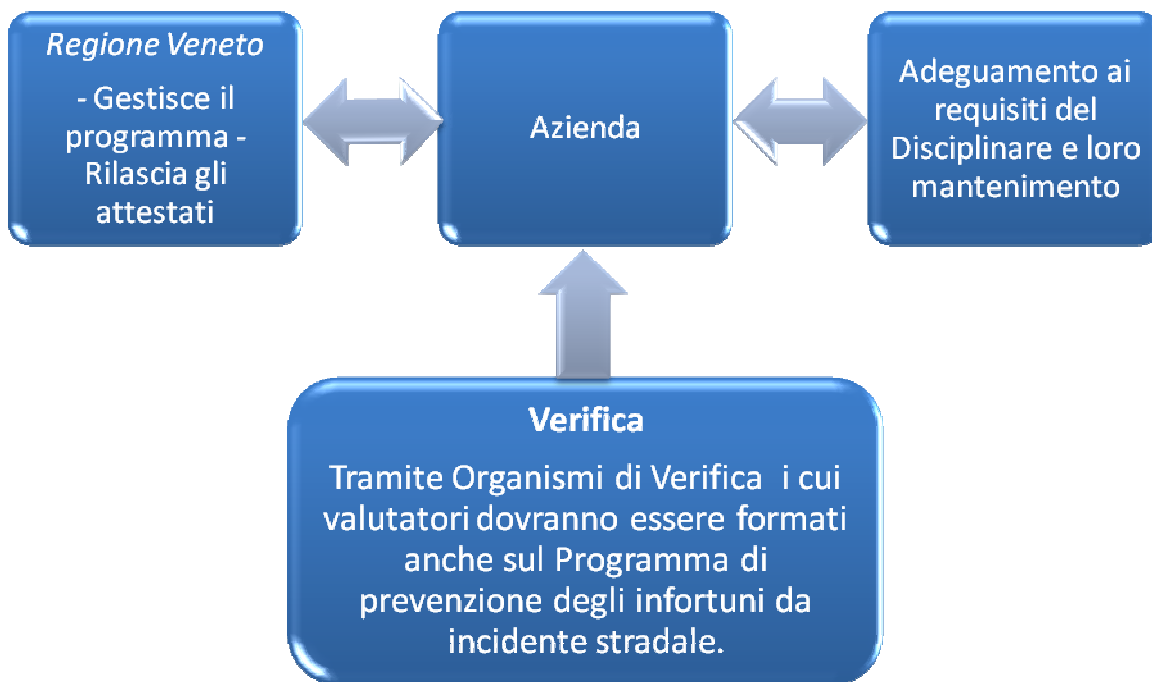 Regione Veneto
- Gestisce il
programma -
Rilascia gli
attestati
Azienda
Adeguamento ai
requisiti del
Disciplinare e loro
mantenimento
Verifica
Tramite Organismi di Verifica i cui
valutatori dovranno essere formati
anche sul Programma di
prevenzione degli infortuni da
incidente stradale.